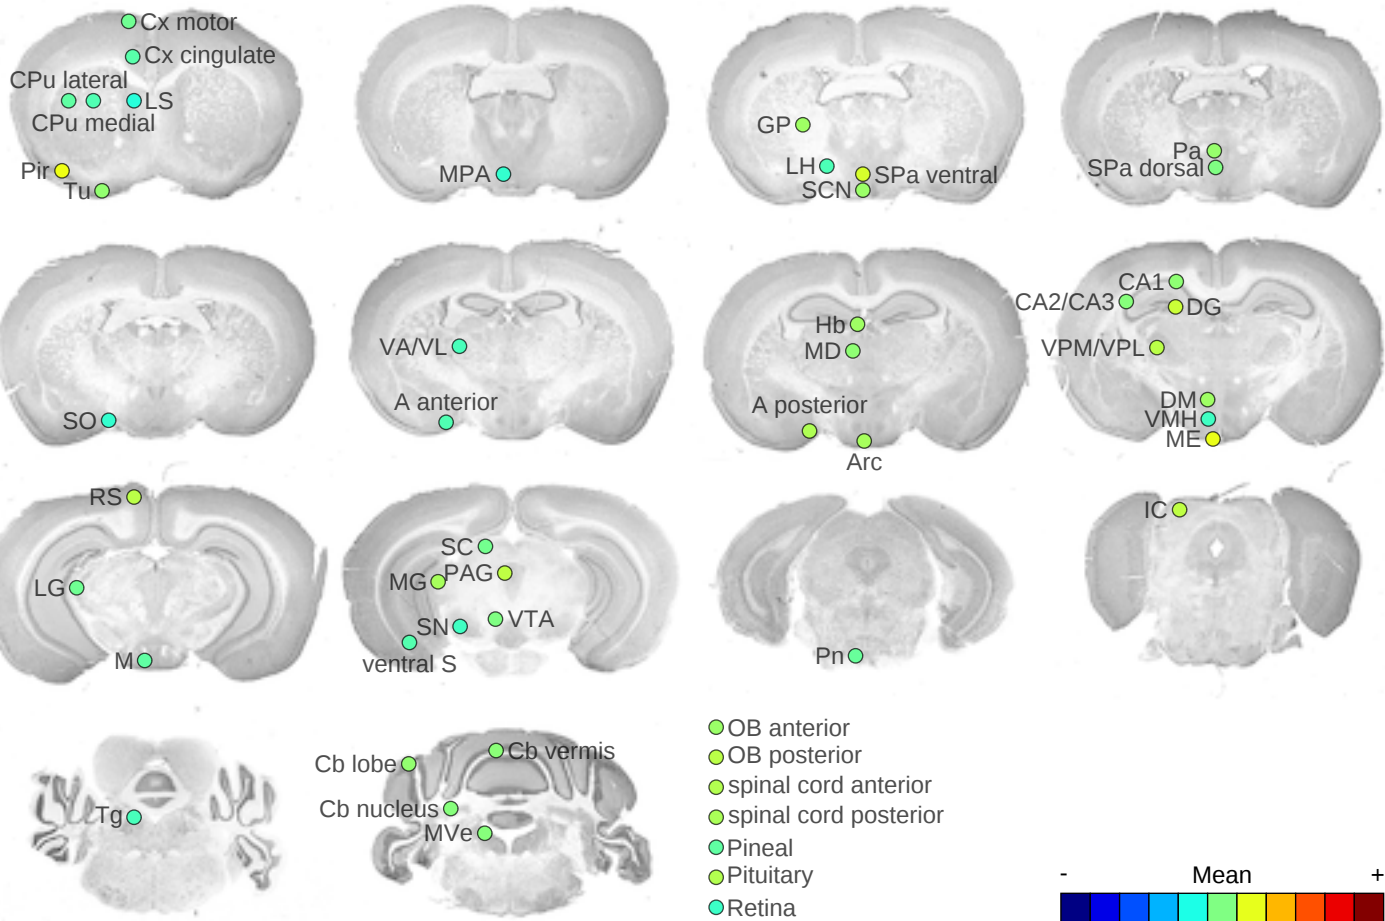 Cx motor
Cx cingulate
CPu lateral
LS
CPu medial
Pir
Tu
MPA
GP
LH
SPa ventral
SCN
Pa
SPa dorsal
SO
VA/VL
A anterior
Hb
MD
A posterior
Arc
CA1
CA2/CA3
DG
VPM/VPL
DM
VMH
ME
RS
LG
M
SC
MG
PAG
SN
VTA
ventral S
Pn
IC
Tg
Cb lobe
Cb vermis
Cb nucleus
MVe
OB anterior
OB posterior
spinal cord anterior
spinal cord posterior
Pineal
Pituitary
Retina
- Mean +